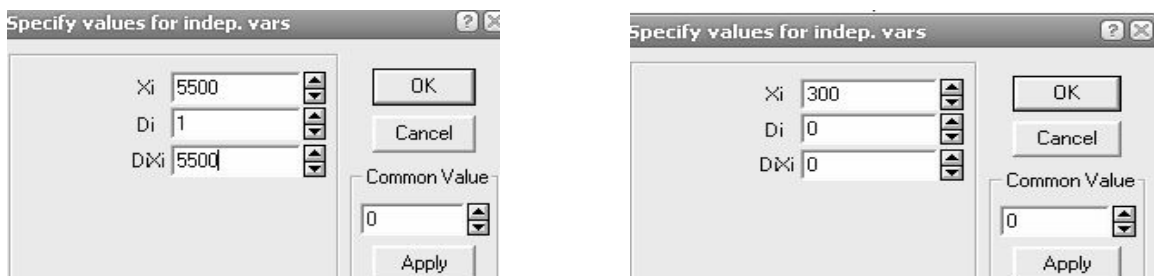 Specify values for indep. vars
Xi 5500
OK
Di 1
Cancel
DiXi 5500
Common Value
0
Apply
Specify values for indep. vars
Xi 300
OK
Di 0
Cancel
DiXi 0
Common Value
0
Apply